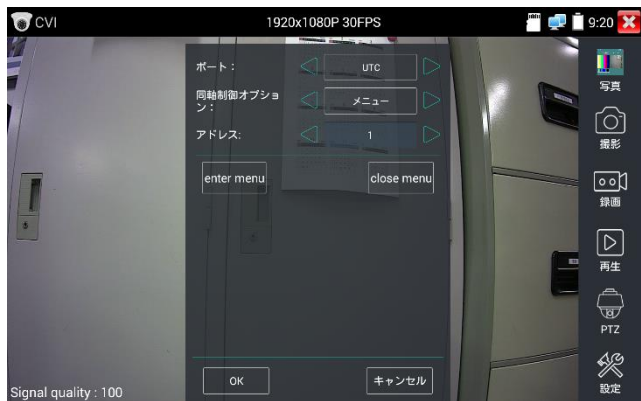 CVI
1920x1080P 30FPS
9:20
ポート：
UTC
同軸制御オプショ
ン：
メニュー
アドレス:
1
enter menu
close menu
OK
キャンセル
写真
撮影
録画
再生
PTZ
設定
Signal quality : 100